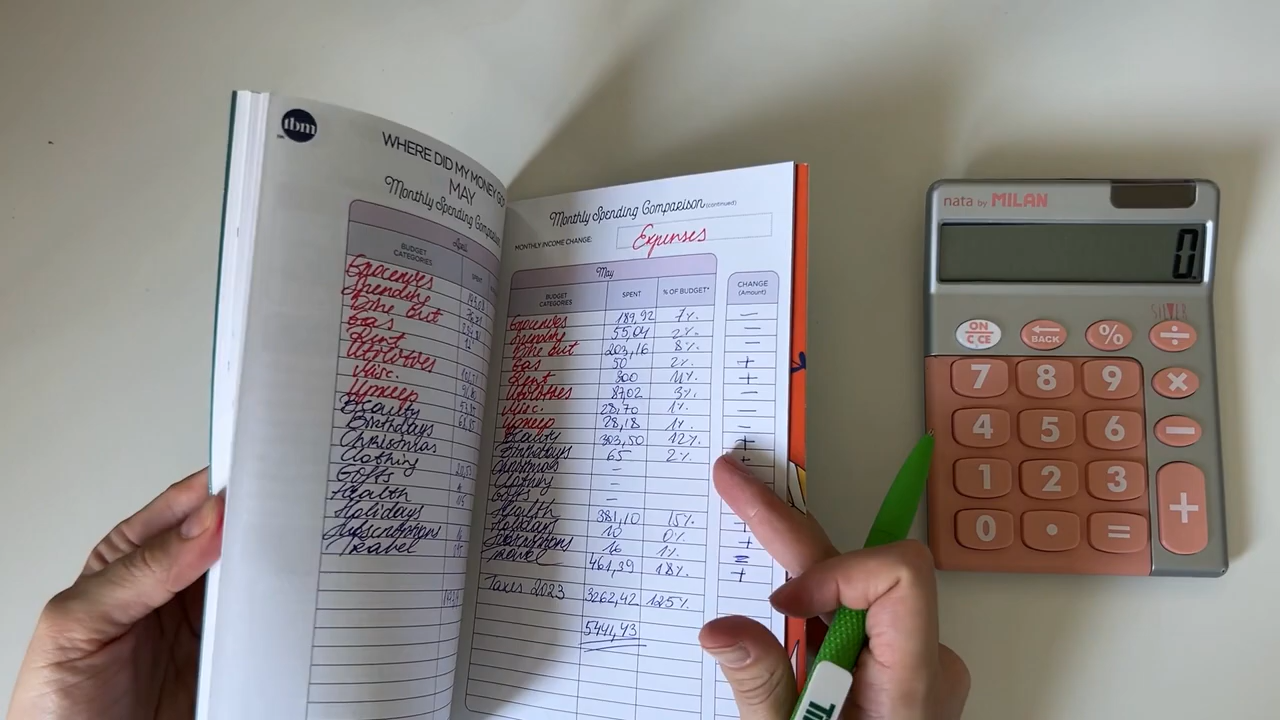 tbm
WHERE DID MY MONEY GO
MAY
Monthly Spending Comparison
April
BUDGET CATEGORIES SPENT
Groceries
Spending
Dine out
Gas
Rent
Utilities
Misc.
Upkeep
Beauty
Birthdays
Christmas
Clothing
Gifts
Health
Holidays
Subscriptions
Travel
Monthly Spending Comparison (continued)
MONTHLY INCOME CHANGE: Expenses
May
BUDGET CATEGORIES SPENT % OF BUDGET* CHANGE (Amount)
Groceries 189,92 7% -
Spending 55,04 2% -
Dine out 203,16 8% -
Gas 50 2% +
Rent 300 11% +
Utilities 87,02 3% -
Misc. 28,70 1% -
Upkeep 28,18 1% -
Beauty 303,50 12% +
Birthdays 65 2% +
Christmas -
Clothing -
Gifts -
Health 381,10 15% +
Holidays 10 0% +
Subscriptions 16 1% =
Travel 461,39 18% +
Taxes 2023 3262,42 125%
5441,43
nata by MILAN
0
SILVER
ON/C CE BACK % ÷
7 8 9 ×
4 5 6 −
1 2 3 +
0 • =